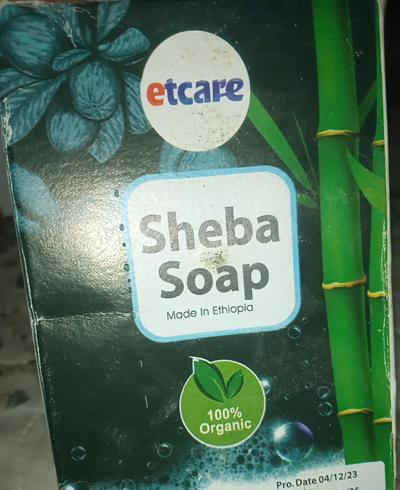 etcare
Sheba
Soap
Made In Ethiopia
100%
Organic
Pro. Date 04/12/23